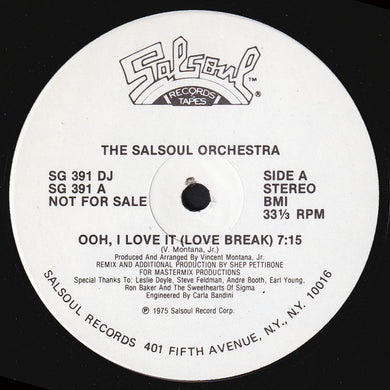 Salsoul
RECORDS & TAPES
TM
®
THE SALSOUL ORCHESTRA
SG 391 DJ
SG 391 A
NOT FOR SALE
SIDE A
STEREO
BMI
33⅓ RPM
OOH, I LOVE IT (LOVE BREAK) 7:15
(V. Montana, Jr.)
Produced And Arranged By Vincent Montana, Jr.
REMIX AND ADDITIONAL PRODUCTION BY SHEP PETTIBONE
FOR MASTERMIX PRODUCTIONS
Special Thanks To: Leslie Doyle, Steve Feldman, Andre Booth, Earl Young,
Ron Baker And The Sweethearts Of Sigma
Engineered By Carla Bandini
℗ 1975 Salsoul Record Corp.
SALSOUL RECORDS 401 FIFTH AVENUE, N.Y., N.Y. 10016